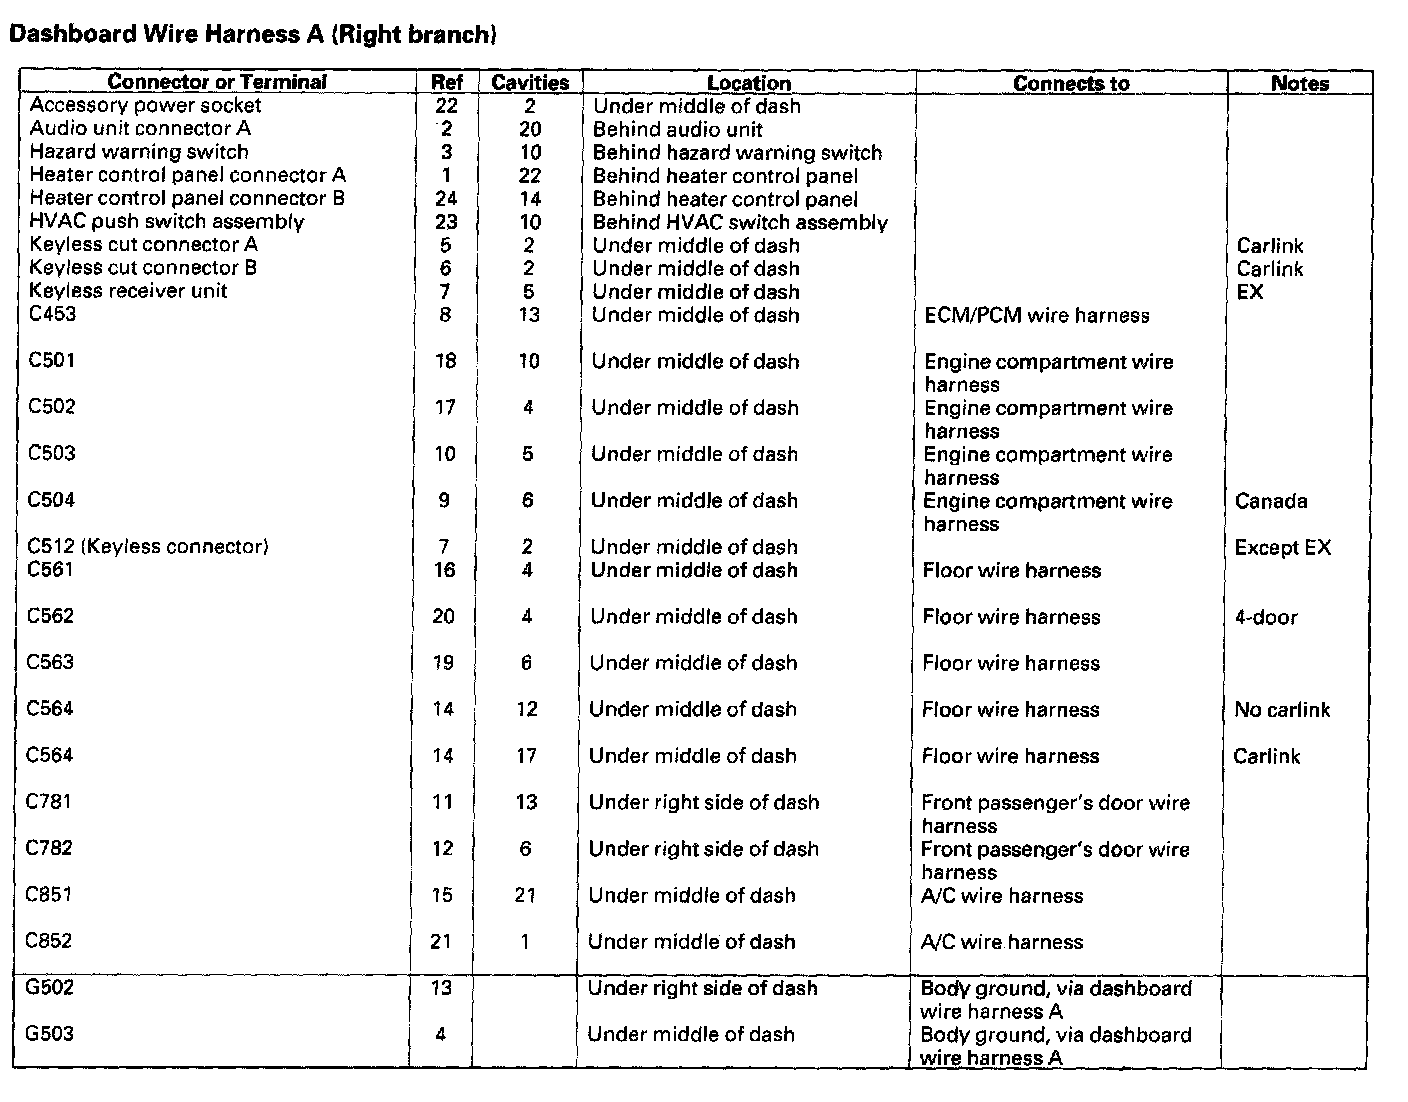 Dashboard Wire Harness A (Right branch)
Connector or Terminal Ref Cavities Location Connects to Notes
Accessory power socket 22 2 Under middle of dash
Audio unit connector A 2 20 Behind audio unit
Hazard warning switch 3 10 Behind hazard warning switch
Heater control panel connector A 1 22 Behind heater control panel
Heater control panel connector B 24 14 Behind heater control panel
HVAC push switch assembly 23 10 Behind HVAC switch assembly
Keyless cut connector A 5 2 Under middle of dash Carlink
Keyless cut connector B 6 2 Under middle of dash Carlink
Keyless receiver unit 7 5 Under middle of dash EX
C453 8 13 Under middle of dash ECM/PCM wire harness
C501 18 10 Under middle of dash Engine compartment wire
harness
C502 17 4 Under middle of dash Engine compartment wire
harness
C503 10 5 Under middle of dash Engine compartment wire
harness
C504 9 6 Under middle of dash Engine compartment wire Canada
harness
C512 (Keyless connector) 7 2 Under middle of dash Except EX
C561 16 4 Under middle of dash Floor wire harness
C562 20 4 Under middle of dash Floor wire harness 4-door
C563 19 6 Under middle of dash Floor wire harness
C564 14 12 Under middle of dash Floor wire harness No carlink
C564 14 17 Under middle of dash Floor wire harness Carlink
C781 11 13 Under right side of dash Front passenger's door wire
harness
C782 12 6 Under right side of dash Front passenger's door wire
harness
C851 15 21 Under middle of dash A/C wire harness
C852 21 1 Under middle of dash A/C wire harness
G502 13 Under right side of dash Body ground, via dashboard
wire harness A
G503 4 Under middle of dash Body ground, via dashboard
wire harness A